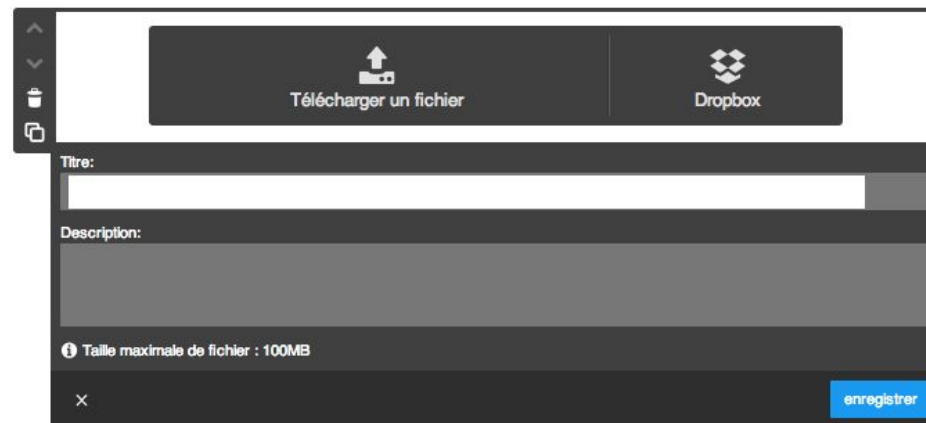 Télécharger un fichier
Dropbox
Titre:
Description:
Taille maximale de fichier : 100MB
enregistrer